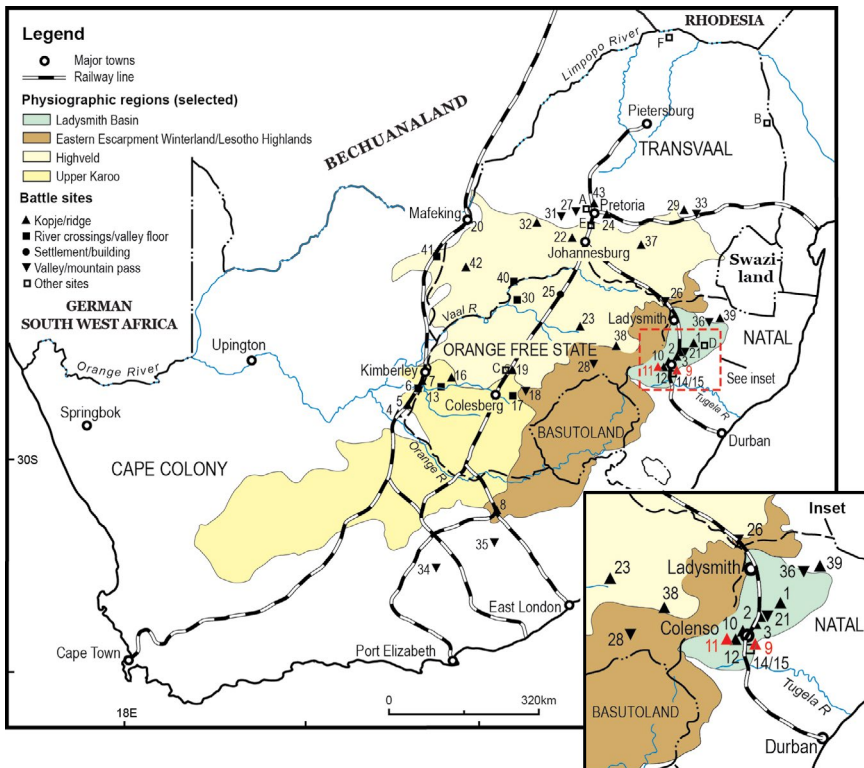 Legend
Major towns
Railway line
Physiographic regions (selected)
Ladysmith Basin
Eastern Escarpment Winterland/Lesotho Highlands
Highveld
Upper Karoo
Battle sites
Kopje/ridge
River crossings/valley floor
Settlement/building
Valley/mountain pass
Other sites
RHODESIA
Limpopo River
F
BECHUANALAND
Pietersburg
B
TRANSVAAL
Mafeking
20
A
43
27
31
32
Pretoria
E
24
29
33
22
Johannesburg
37
41
42
40
30
25
Vaal R
23
26
Swazi-
land
Ladysmith
36
39
NATAL
38
1
D
2
21
3
10
11
9
12
14/15
See inset
Tugela R
Durban
GERMAN
SOUTH WEST AFRICA
Orange River
Upington
Springbok
ORANGE FREE STATE
28
Kimberley
16
C
19
7
6
13
5
4
Colesberg
17
18
BASUTOLAND
Orange R
30S
CAPE COLONY
8
35
34
East London
Cape Town
Port Elizabeth
18E
0
320km
Inset
26
Ladysmith
23
36
39
38
1
2
10
21
Colenso
3
NATAL
28
11
9
12
14/15
Tugela R
BASUTOLAND
Durban